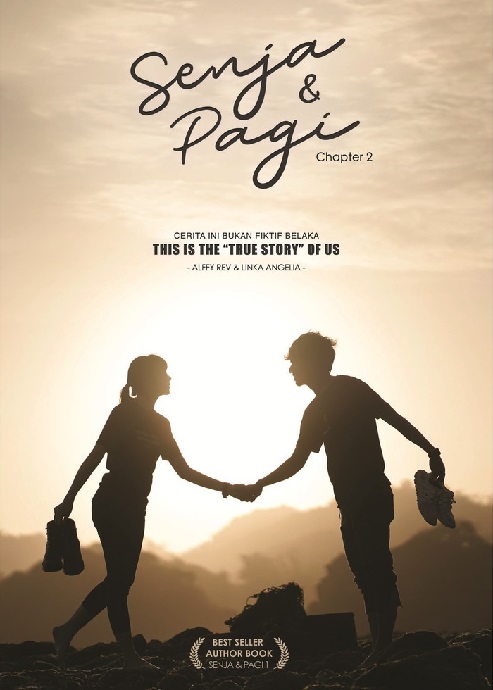 Senja
&
Pagi
Chapter 2
CERITA INI BUKAN FIKTIF BELAKA
THIS IS THE "TRUE STORY" OF US
- ALFFY REV & LINKA ANGELIA -
BEST SELLER
AUTHOR BOOK
SENJA & PAGI 1